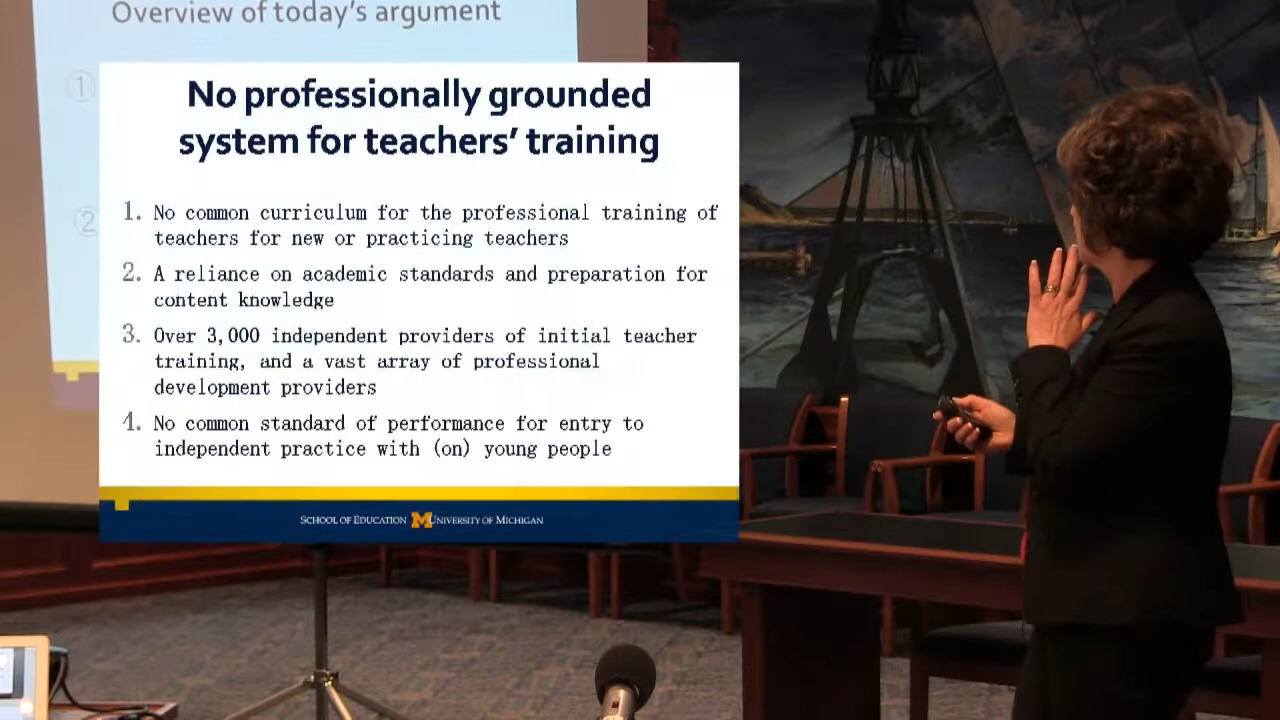 Overview of today's argument
1
2
No professionally grounded
system for teachers' training
1. No common curriculum for the professional training of
teachers for new or practicing teachers
2. A reliance on academic standards and preparation for
content knowledge
3. Over 3,000 independent providers of initial teacher
training, and a vast array of professional
development providers
4. No common standard of performance for entry to
independent practice with (on) young people
SCHOOL OF EDUCATION M UNIVERSITY OF MICHIGAN